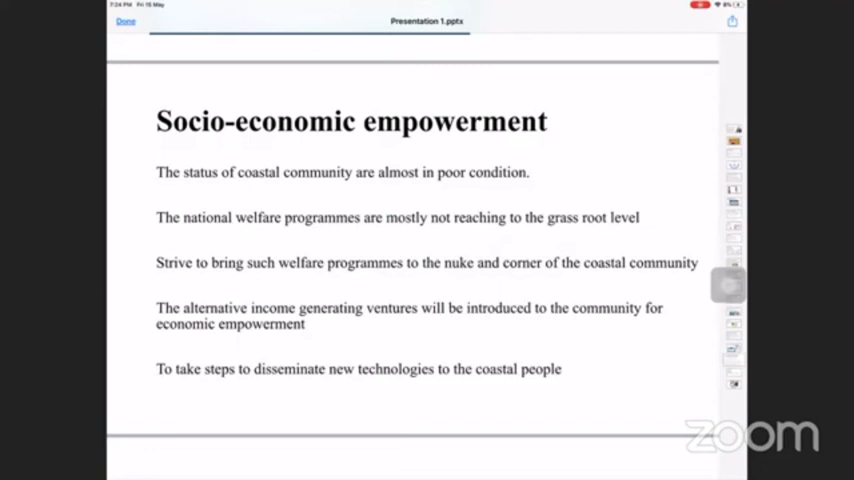 7:24 PM Fri 15 May
8%
Done
Presentation 1.pptx
Socio-economic empowerment
The status of coastal community are almost in poor condition.
The national welfare programmes are mostly not reaching to the grass root level
Strive to bring such welfare programmes to the nuke and corner of the coastal community
The alternative income generating ventures will be introduced to the community for
economic empowerment
To take steps to disseminate new technologies to the coastal people
zoom